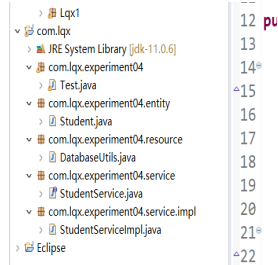 Lqx1
com.lqx
JRE System Library [jdk-11.0.6]
com.lqx.experiment04
Test.java
com.lqx.experiment04.entity
Student.java
com.lqx.experiment04.resource
DatabaseUtils.java
com.lqx.experiment04.service
StudentService.java
com.lqx.experiment04.service.impl
StudentServiceImpl.java
Eclipse
12 pu
13
14
15
16
17
18
19
20
21
22